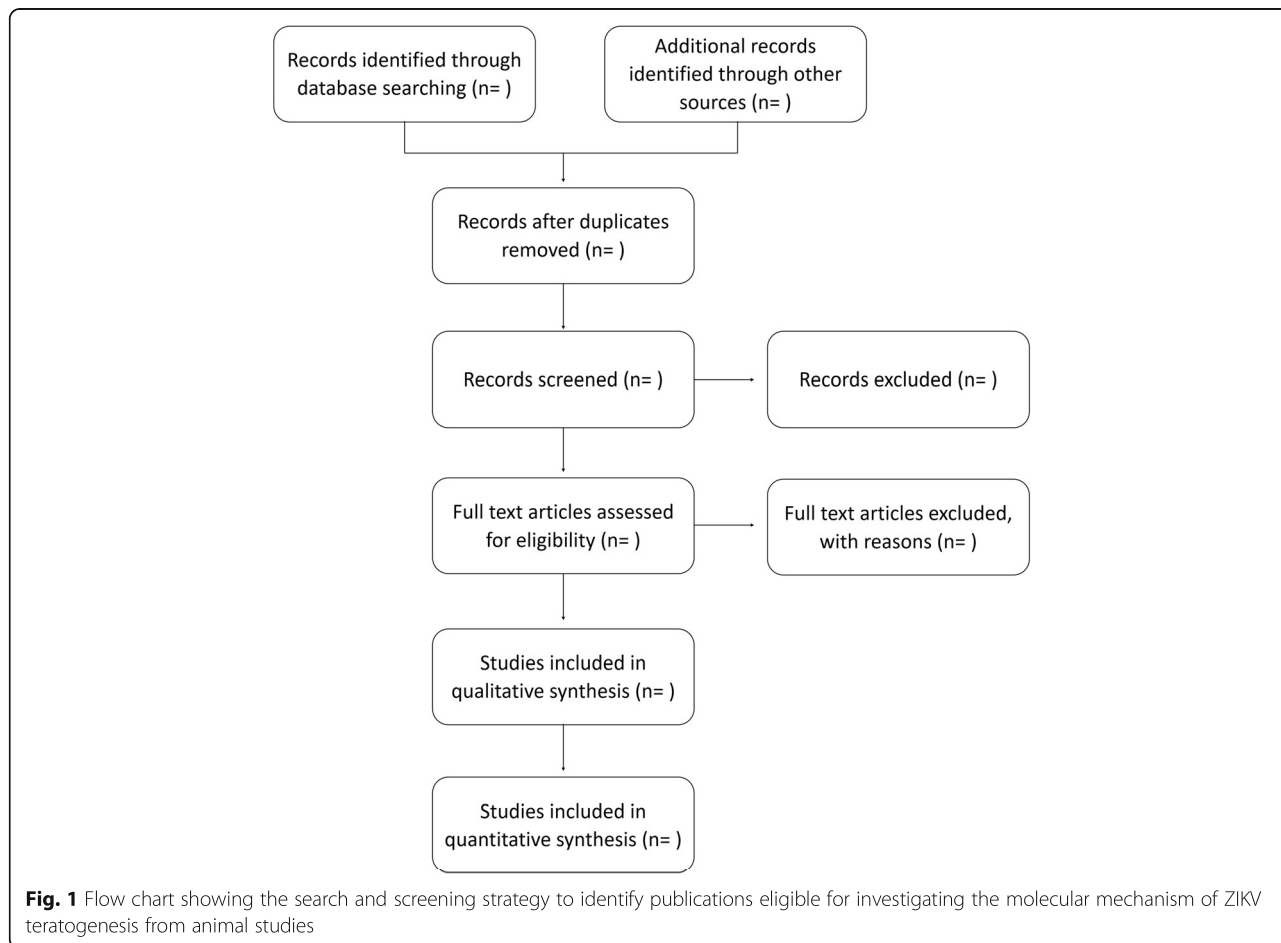 Records identified through
database searching (n= )
Additional records
identified through other
sources (n= )
Records after duplicates
removed (n= )
Records screened (n= )
Records excluded (n= )
Full text articles assessed
for eligibility (n= )
Full text articles excluded,
with reasons (n= )
Studies included in
qualitative synthesis (n= )
Studies included in
quantitative synthesis (n= )
Fig. 1 Flow chart showing the search and screening strategy to identify publications eligible for investigating the molecular mechanism of ZIKV
teratogenesis from animal studies